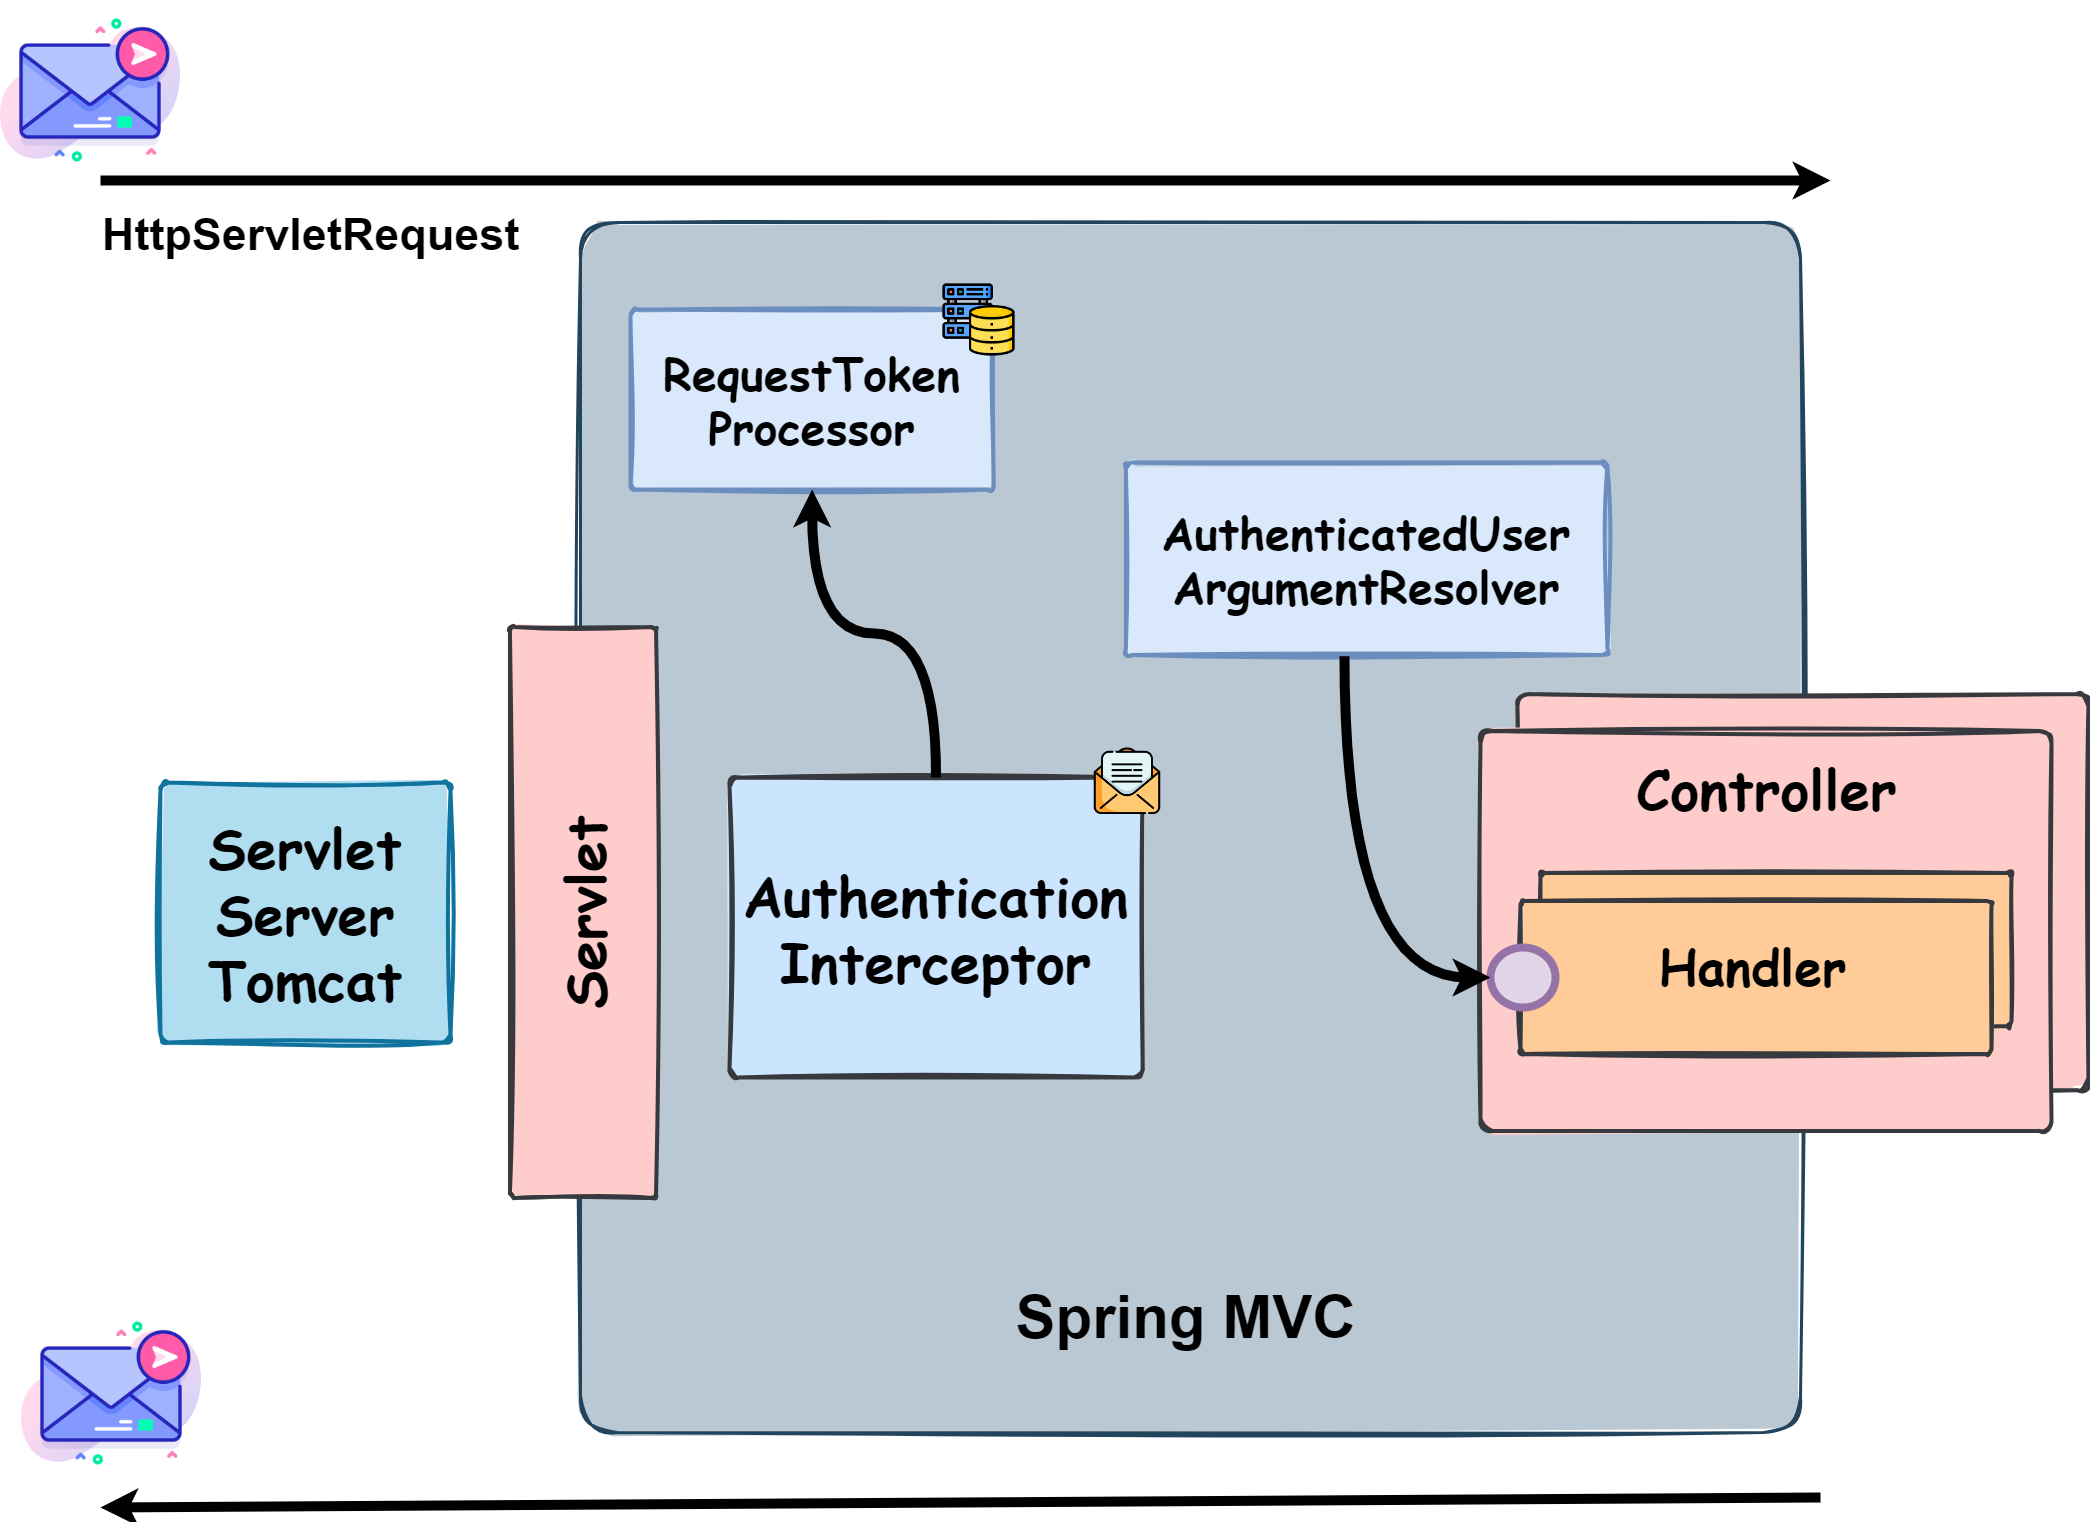 HttpServletRequest
RequestToken
Processor
AuthenticatedUser
ArgumentResolver
Servlet
Server
Tomcat
Servlet
Authentication
Interceptor
Controller
Handler
Spring MVC